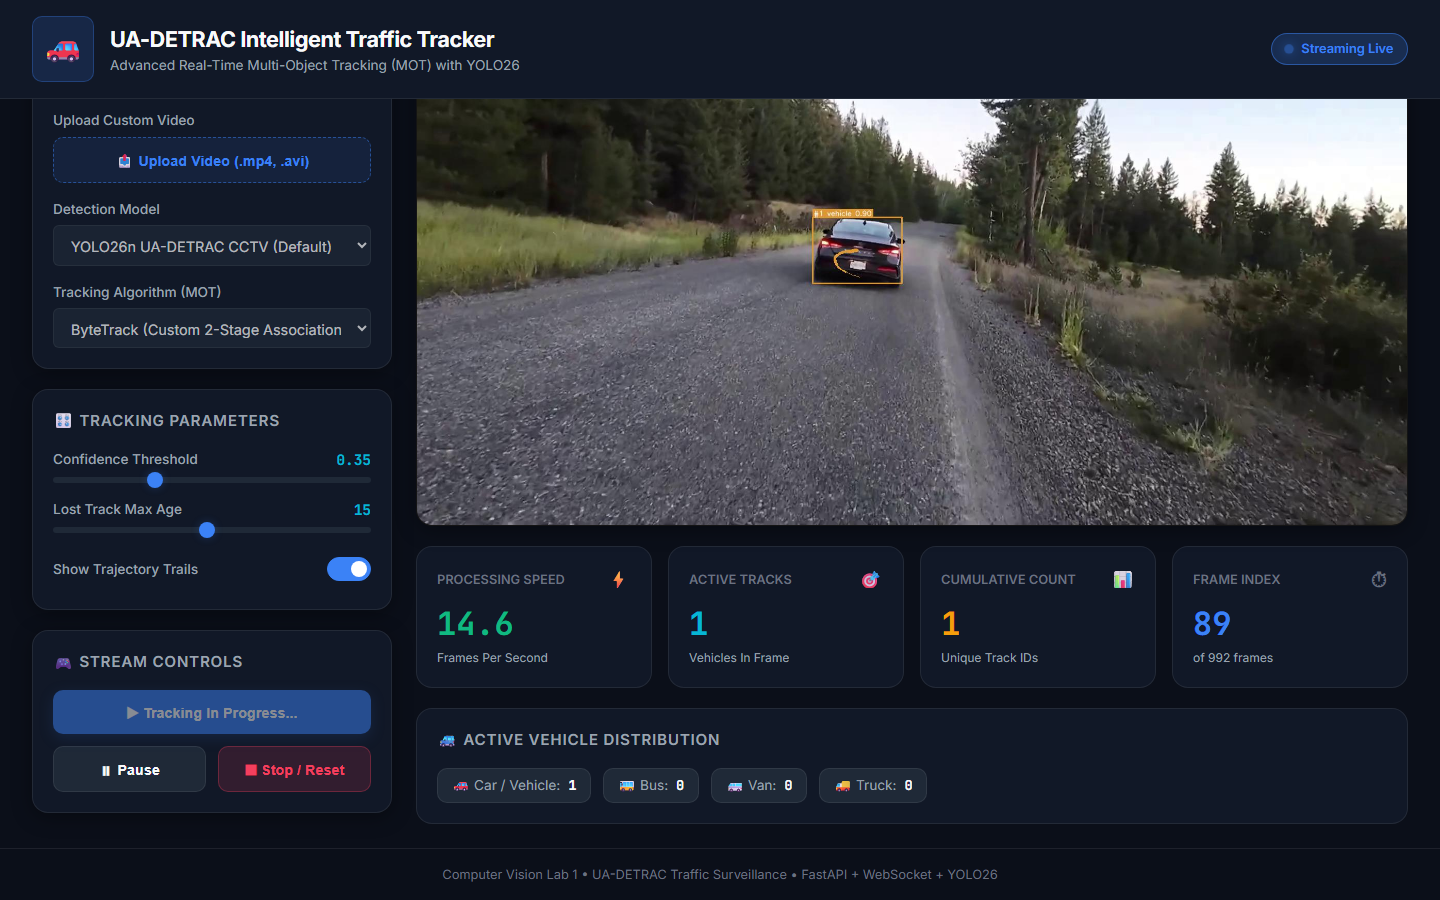 UA-DETRAC Intelligent Traffic Tracker
Advanced Real-Time Multi-Object Tracking (MOT) with YOLO26
Streaming Live
Upload Custom Video
Upload Video (.mp4, .avi)
Detection Model
YOLO26n UA-DETRAC CCTV (Default)
Tracking Algorithm (MOT)
ByteTrack (Custom 2-Stage Association
TRACKING PARAMETERS
Confidence Threshold 0.35
Lost Track Max Age 15
Show Trajectory Trails
STREAM CONTROLS
Tracking In Progress...
Pause
Stop / Reset
#1 vehicle 0.90
PROCESSING SPEED
14.6
Frames Per Second
ACTIVE TRACKS
1
Vehicles In Frame
CUMULATIVE COUNT
1
Unique Track IDs
FRAME INDEX
89
of 992 frames
ACTIVE VEHICLE DISTRIBUTION
Car / Vehicle: 1
Bus: 0
Van: 0
Truck: 0
Computer Vision Lab 1 • UA-DETRAC Traffic Surveillance • FastAPI + WebSocket + YOLO26